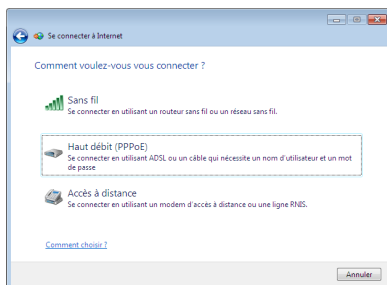 Se connecter à Internet
Comment voulez-vous vous connecter ?
Sans fil
Se connecter en utilisant un routeur sans fil ou un réseau sans fil.
Haut débit (PPPoE)
Se connecter en utilisant ADSL ou un câble qui nécessite un nom d'utilisateur et un mot
de passe
Accès à distance
Se connecter en utilisant un modem d'accès à distance ou une ligne RNIS.
Comment choisir ?
Annuler